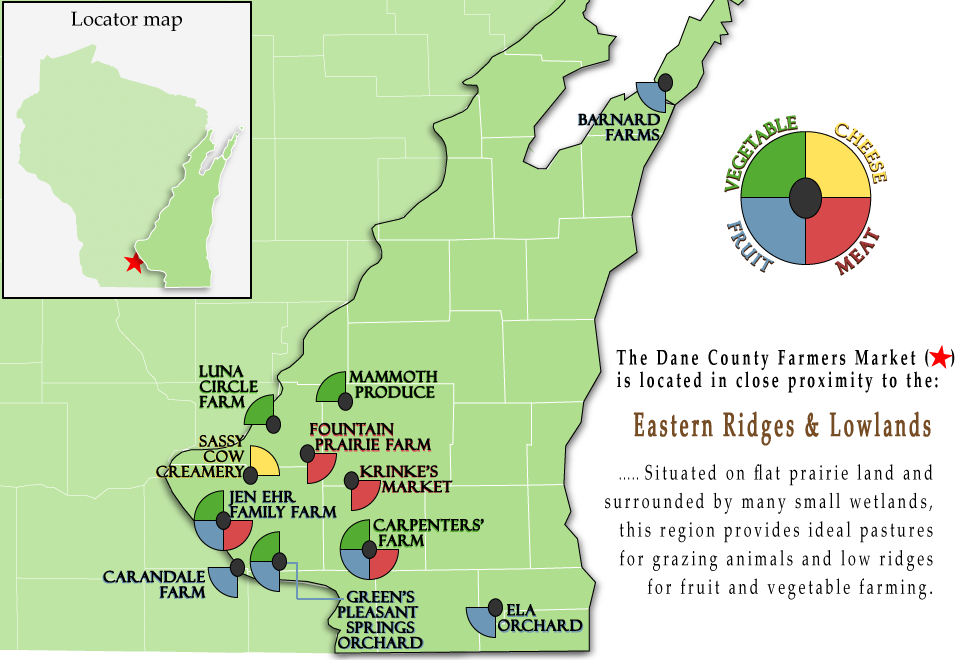 Locator map
BARNARD
FARMS
VEGETABLE
CHEESE
FRUIT
MEAT
LUNA
CIRCLE
FARM
MAMMOTH
PRODUCE
FOUNTAIN
PRAIRIE FARM
SASSY
COW
CREAMERY
KRINKE'S
MARKET
JEN EHR
FAMILY FARM
CARPENTERS'
FARM
CARANDALE
FARM
GREEN'S
PLEASANT
SPRINGS
ORCHARD
ELA
ORCHARD
The Dane County Farmers Market ( )
is located in close proximity to the:
Eastern Ridges & Lowlands
..... Situated on flat prairie land and
surrounded by many small wetlands,
this region provides ideal pastures
for grazing animals and low ridges
for fruit and vegetable farming.